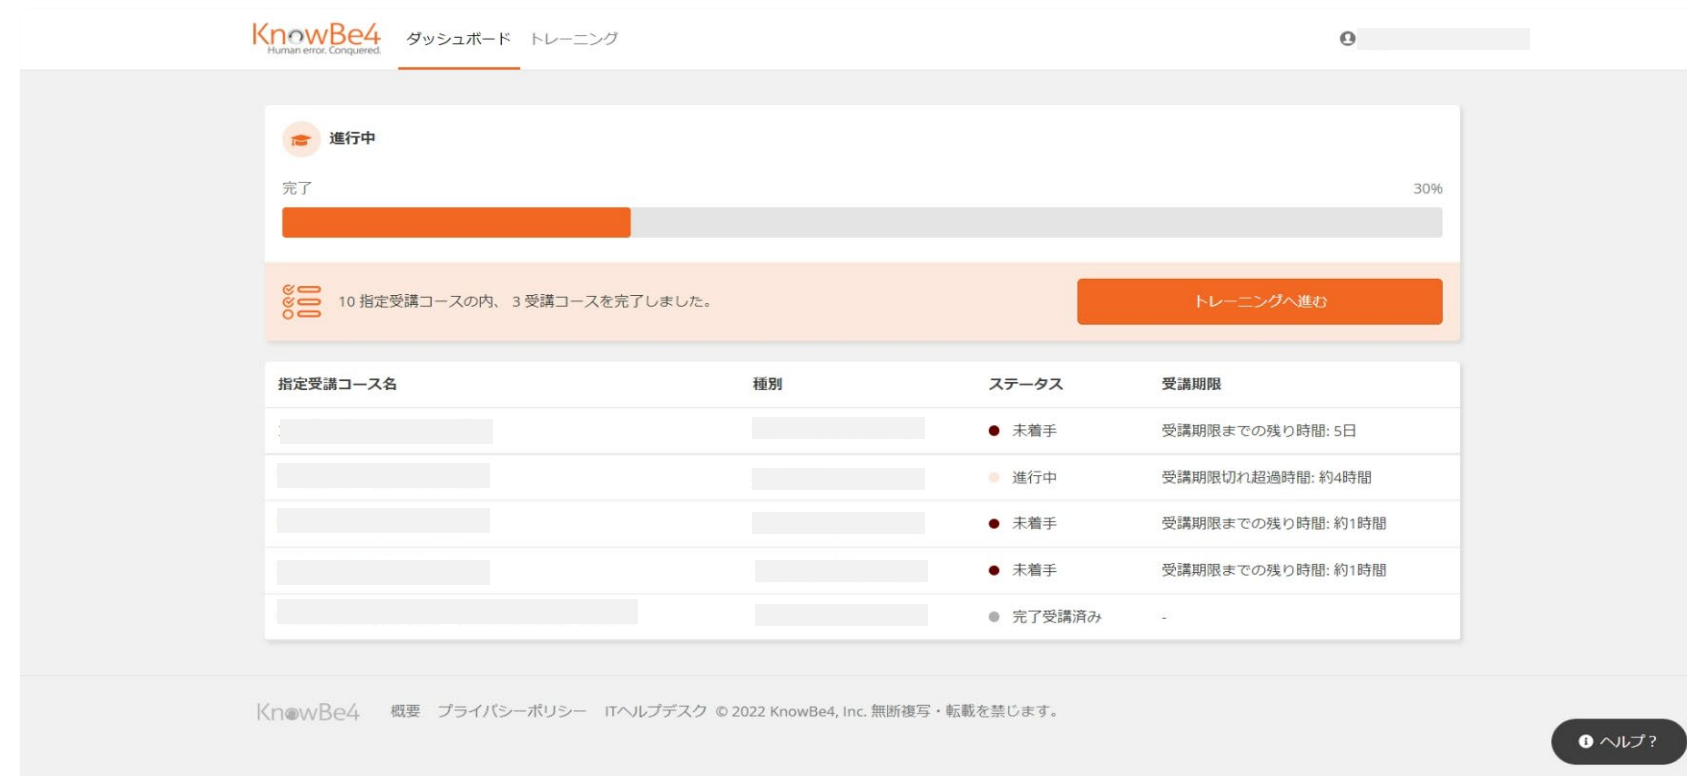 KnowBe4 ダッシュボード トレーニング
Human error. Conquered.
進行中
完了 30%
10 指定受講コースの内、 3 受講コースを完了しました。 トレーニングへ進む
指定受講コース名 種別 ステータス 受講期限
未着手 受講期限までの残り時間: 5日
進行中 受講期限切れ超過時間: 約4時間
未着手 受講期限までの残り時間: 約1時間
未着手 受講期限までの残り時間: 約1時間
完了受講済み -
KnowBe4 概要 プライバシーポリシー ITヘルプデスク © 2022 KnowBe4, Inc. 無断複写・転載を禁じます。
ヘルプ ?